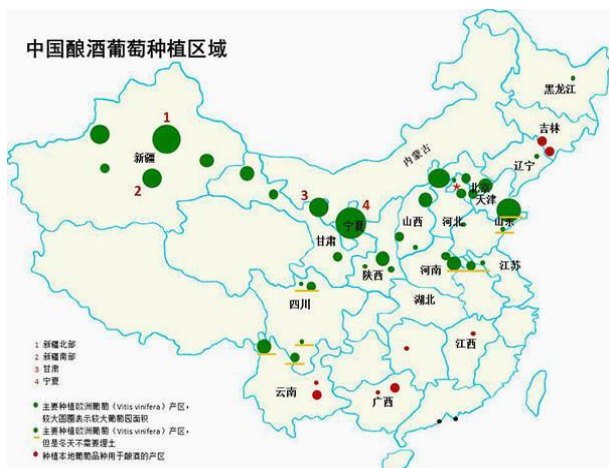 中国酿酒葡萄种植区域
黑龙江
吉林
辽宁
内蒙古
1
新疆
2
北京
天津
3
4
宁夏
山西
河北
山东
甘肃
陕西
河南
江苏
四川
湖北
江西
云南
广西
1 新疆北部
2 新疆南部
3 甘肃
4 宁夏
主要种植欧洲葡萄（Vitis vinifera）产区，
较大圆圈表示较大葡萄园面积
主要种植欧洲葡萄（Vitis vinifera）产区，
但是冬天不需要埋土
种植本地葡萄品种用于酿酒的产区